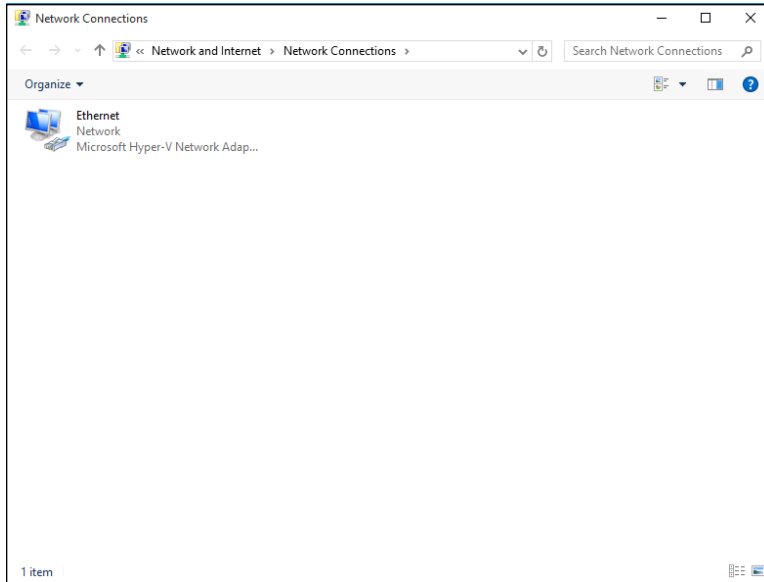 Network Connections
« Network and Internet › Network Connections ›
Search Network Connections
Organize
?
Ethernet
Network
Microsoft Hyper-V Network Adap...
1 item